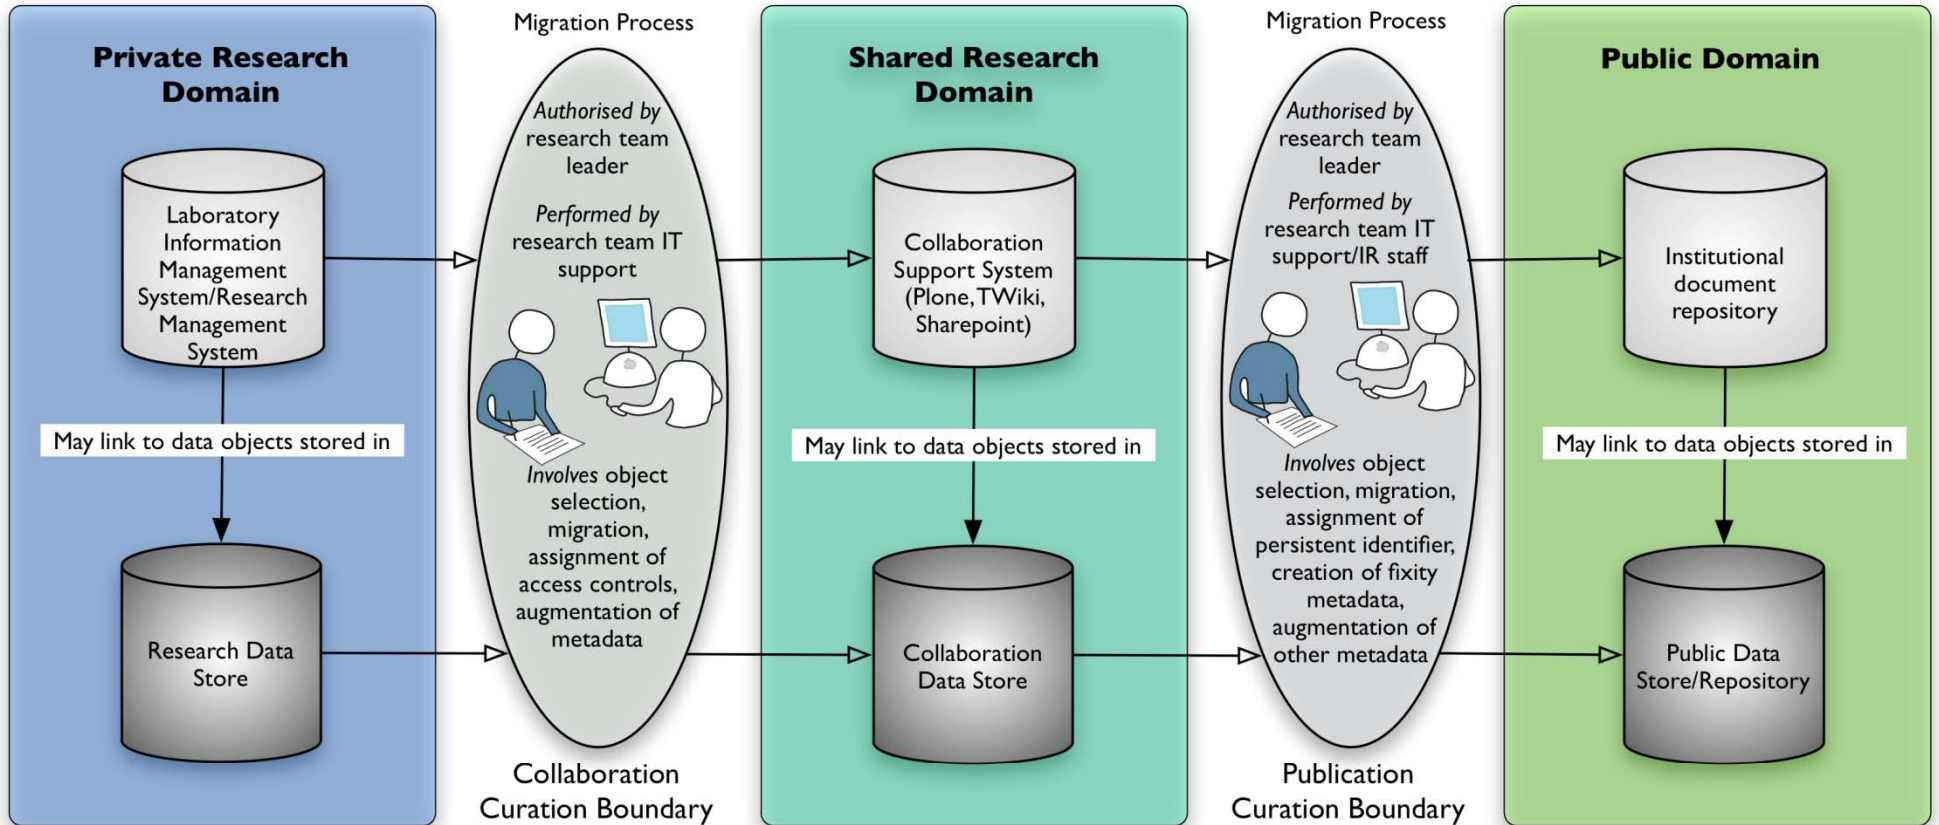 Private Research
Domain
Laboratory
Information
Management
System/Research
Management
System
May link to data objects stored in
Research Data
Store
Migration Process
Authorised by
research team
leader
Performed by
research team IT
support
Involves object
selection,
migration,
assignment of
access controls,
augmentation of
metadata
Collaboration
Curation Boundary
Shared Research
Domain
Collaboration
Support System
(Plone, TWiki,
Sharepoint)
May link to data objects stored in
Collaboration
Data Store
Migration Process
Authorised by
research team
leader
Performed by
research team IT
support/IR staff
Involves object
selection, migration,
assignment of
persistent identifier,
creation of fixity
metadata,
augmentation of
other metadata
Publication
Curation Boundary
Public Domain
Institutional
document
repository
May link to data objects stored in
Public Data
Store/Repository